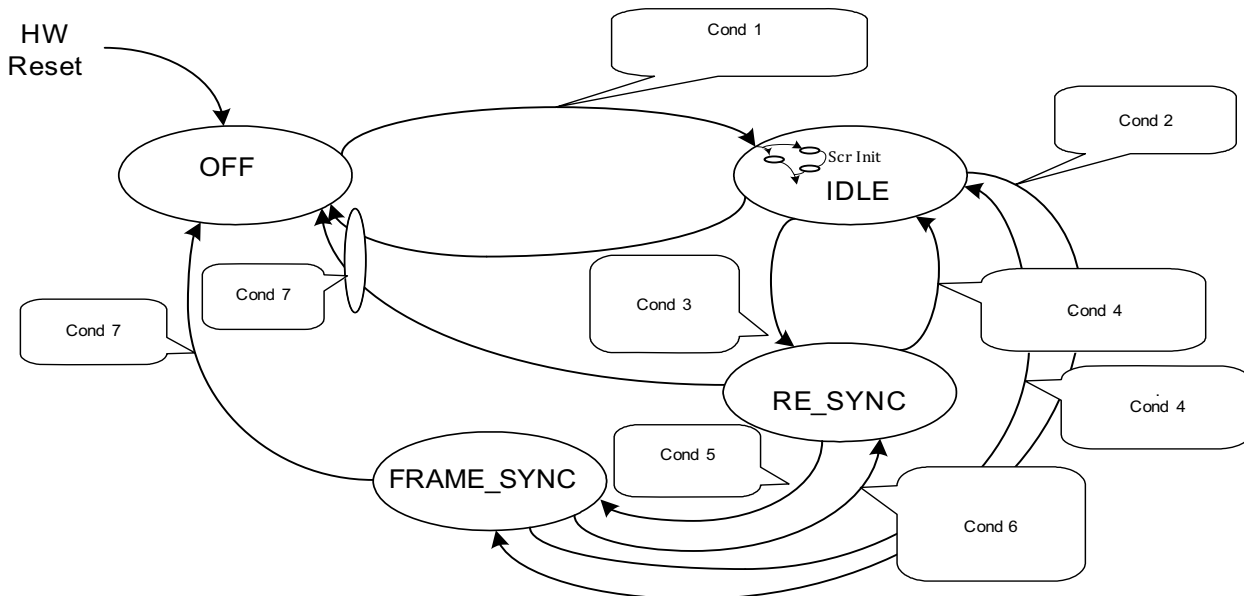 HW
Reset
Cond 1
Cond 2
OFF
Scr Init
IDLE
Cond 7
Cond 3
Cond 4
Cond 7
RE_SYNC
Cond 4
Cond 5
FRAME_SYNC
Cond 6